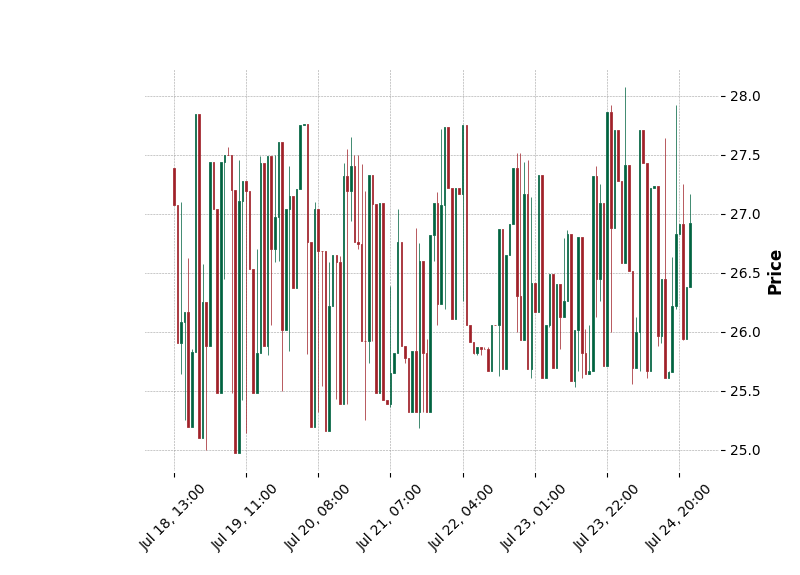 28.0
27.5
27.0
26.5
26.0
25.5
25.0
Price
Jul 18, 13:00
Jul 19, 11:00
Jul 20, 08:00
Jul 21, 07:00
Jul 22, 04:00
Jul 23, 01:00
Jul 23, 22:00
Jul 24, 20:00